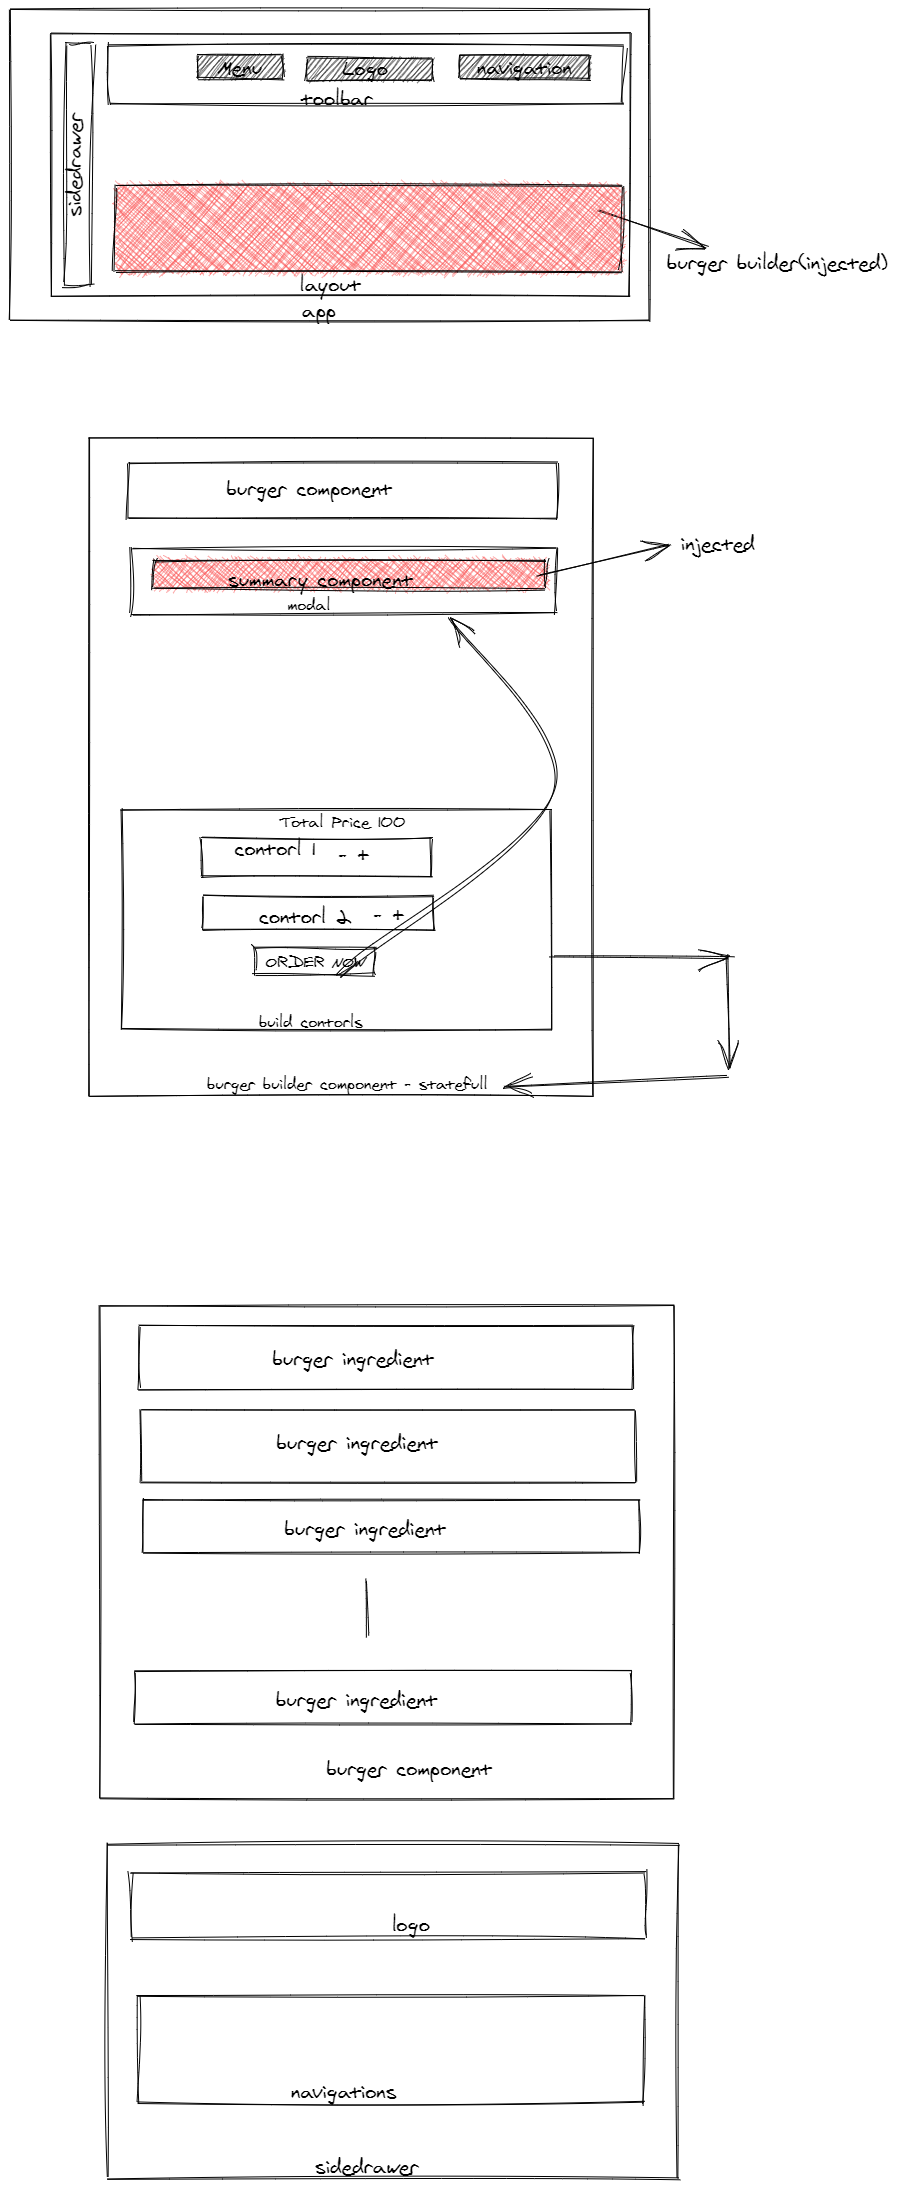 Menu
Logo
navigation
toolbar
sidedrawer
burger builder(injected)
layout
app
burger component
injected
summary component
modal
Total Price 100
contorl 1 - +
contorl 2 - +
ORDER NOW
build contorls
burger builder component - statefull
burger ingredient
burger ingredient
burger ingredient
burger ingredient
burger component
logo
navigations
sidedrawer